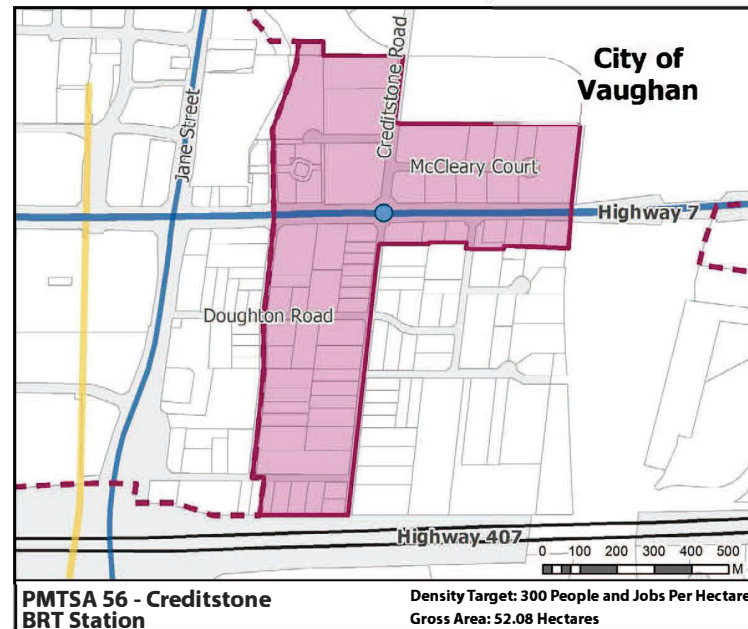 City of
Vaughan
Creditstone Road
Jane Street
McCleary Court
Highway 7
Doughton Road
Highway 407
0 100 200 300 400 500
M
PMTSA 56 - Creditstone
BRT Station
Density Target: 300 People and Jobs Per Hectare
Gross Area: 52.08 Hectares